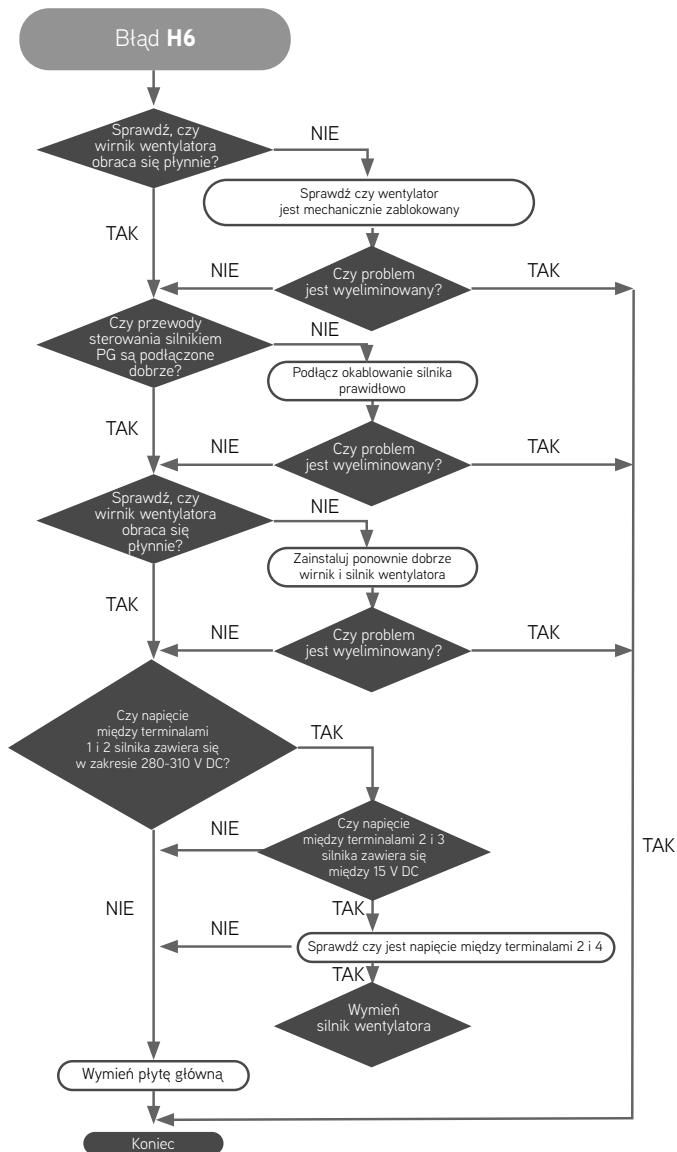 Błąd H6
Sprawdź, czy
wirnik wentylatora
obraca się płynnie?
NIE
Sprawdź czy wentylator
jest mechanicznie zablokowany
TAK
NIE
Czy problem
jest wyeliminowany?
TAK
Czy przewody
sterowania silnikiem
PG są podłączone
dobrze?
NIE
Podłącz okablowanie silnika
prawidłowo
TAK
NIE
Czy problem
jest wyeliminowany?
TAK
Sprawdź, czy
wirnik wentylatora
obraca się
płynnie?
NIE
Zainstaluj ponownie dobrze
wirnik i silnik wentylatora
TAK
NIE
Czy problem
jest wyeliminowany?
TAK
Czy napięcie
między terminalami
1 i 2 silnika zawiera się
w zakresie 280-310 V DC?
TAK
NIE
Czy napięcie
między terminalami 2 i 3
silnika zawiera się
między 15 V DC
TAK
NIE
TAK
NIE
Sprawdź czy jest napięcie między terminalami 2 i 4
TAK
Wymień
silnik wentylatora
Wymień płytę główną
Koniec